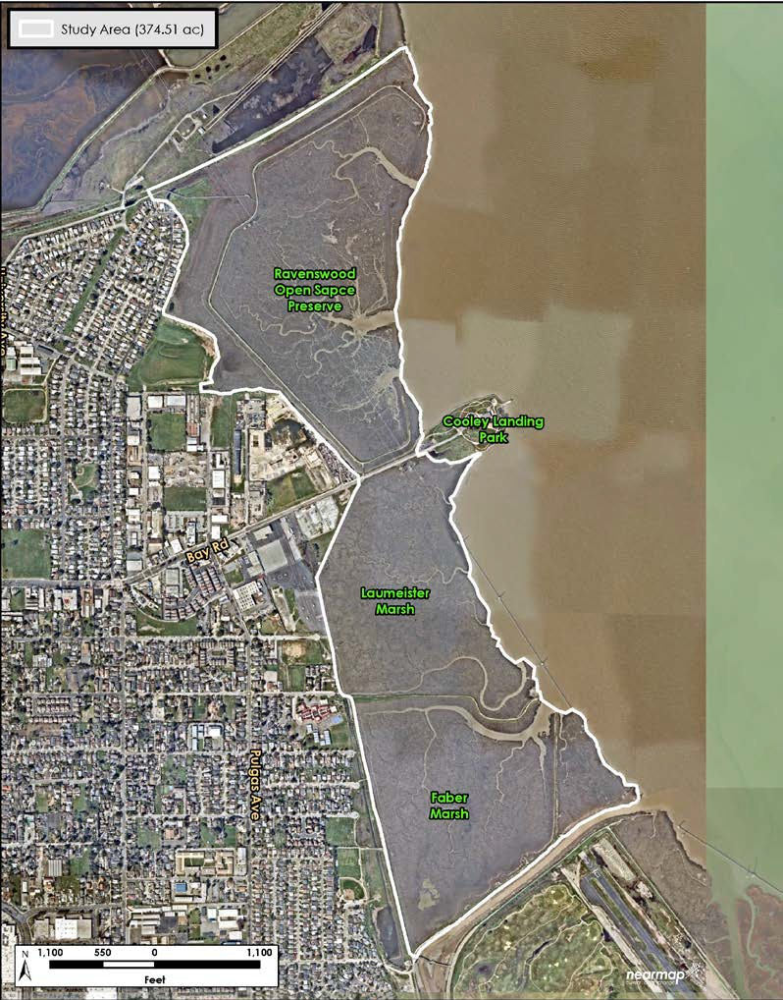 Study Area (374.51 ac)
Ravenswood
Open Sapce
Preserve
Cooley Landing
Park
Bay Rd
Laumeister
Marsh
Pulgas Ave
Faber
Marsh
N
1,100 550 0 1,100
Feet
nearmap